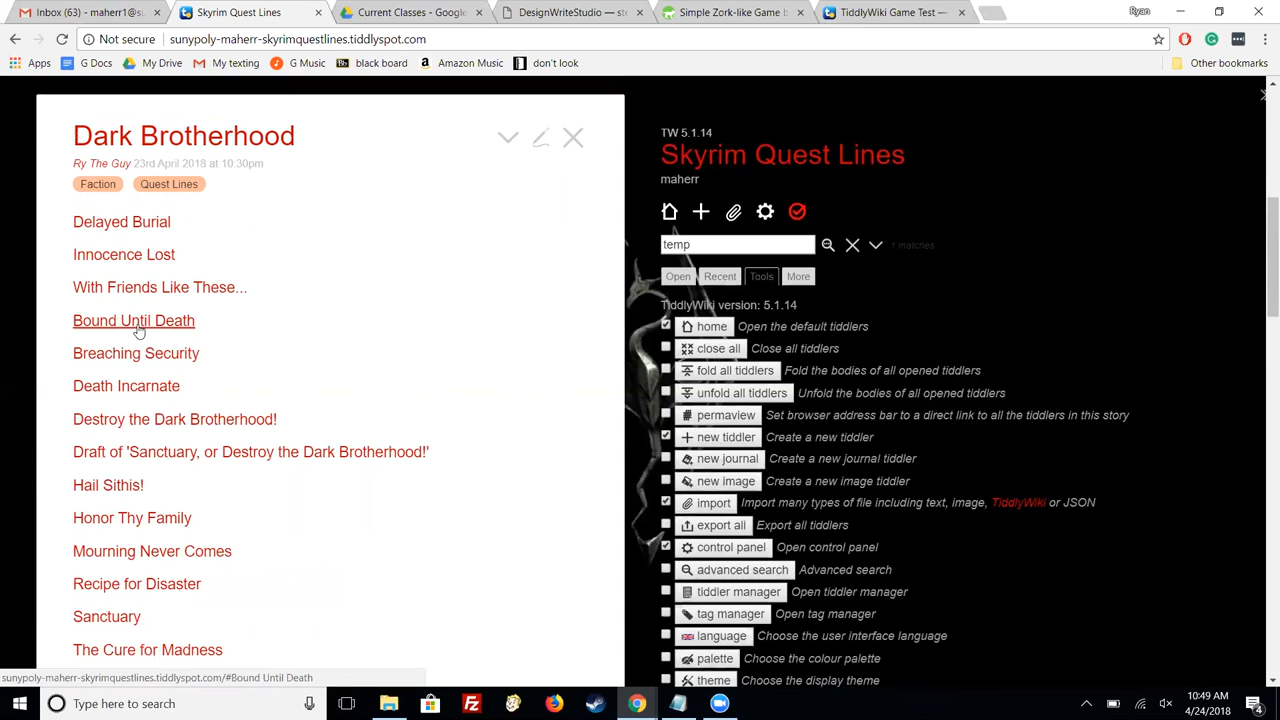 maherr@sunypoly
Skyrim Quest Lines
Current Classes - Google
DesignWriteStudio — ste
Simple Zork-like Game b
TiddlyWiki Game Test —
Ryan
Not secure
sunypoly-maherr-skyrimquestlines.tiddlyspot.com/
Apps
G Docs
My Drive
My texting
Google Music
black board
Amazon Music
don't look
Other bookmarks
Dark Brotherhood
Ry The Guy 23rd April 2018 at 10:30pm
Faction
Quest Lines
Delayed Burial
Innocence Lost
With Friends Like These...
Bound Until Death
Breaching Security
Death Incarnate
Destroy the Dark Brotherhood!
Draft of 'Sanctuary, or Destroy the Dark Brotherhood!'
Hail Sithis!
Honor Thy Family
Mourning Never Comes
Recipe for Disaster
Sanctuary
The Cure for Madness
sunypoly-maherr-skyrimquestlines.tiddlyspot.com/#Bound Until Death
TW 5.1.14
Skyrim Quest Lines
maherr
temp
1 matches
Open
Recent
Tools
More
TiddlyWiki version: 5.1.14
home Open the default tiddlers
close all Close all tiddlers
fold all tiddlers Fold the bodies of all opened tiddlers
unfold all tiddlers Unfold the bodies of all opened tiddlers
permaview Set browser address bar to a direct link to all the tiddlers in this story
new tiddler Create a new tiddler
new journal Create a new journal tiddler
new image Create a new image tiddler
import Import many types of file including text, image, TiddlyWiki or JSON
export all Export all tiddlers
control panel Open control panel
advanced search Advanced search
tiddler manager Open tiddler manager
tag manager Open tag manager
language Choose the user interface language
palette Choose the colour palette
theme Choose the display theme
Type here to search
10:49 AM
4/24/2018